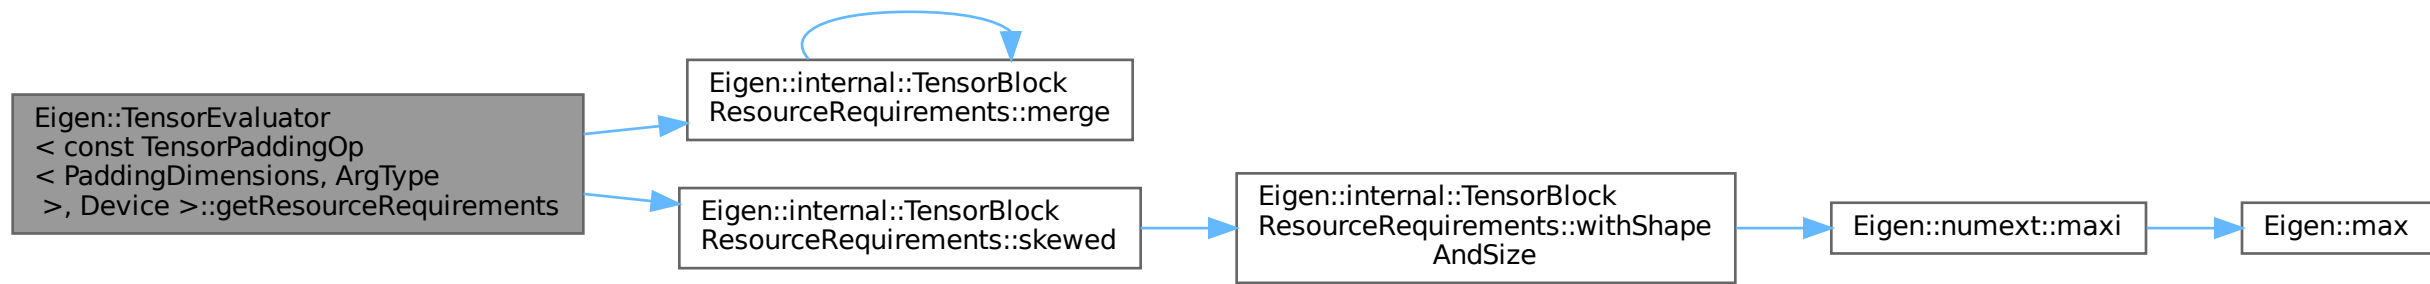 Eigen::TensorEvaluator
< const TensorPaddingOp
< PaddingDimensions, ArgType
>, Device >::getResourceRequirements
Eigen::internal::TensorBlock
ResourceRequirements::merge
Eigen::internal::TensorBlock
ResourceRequirements::skewed
Eigen::internal::TensorBlock
ResourceRequirements::withShape
AndSize
Eigen::numext::maxi
Eigen::max